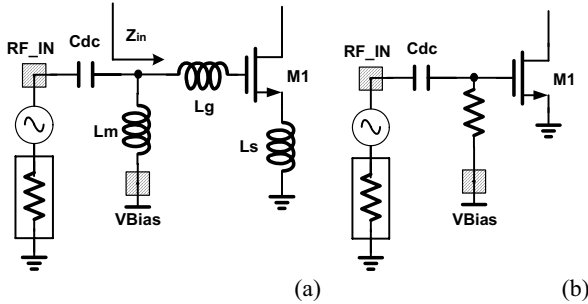 RF_IN
Cdc
Zin
M1
Lg
Lm
Ls
VBias
(a)
RF_IN
Cdc
M1
VBias
(b)